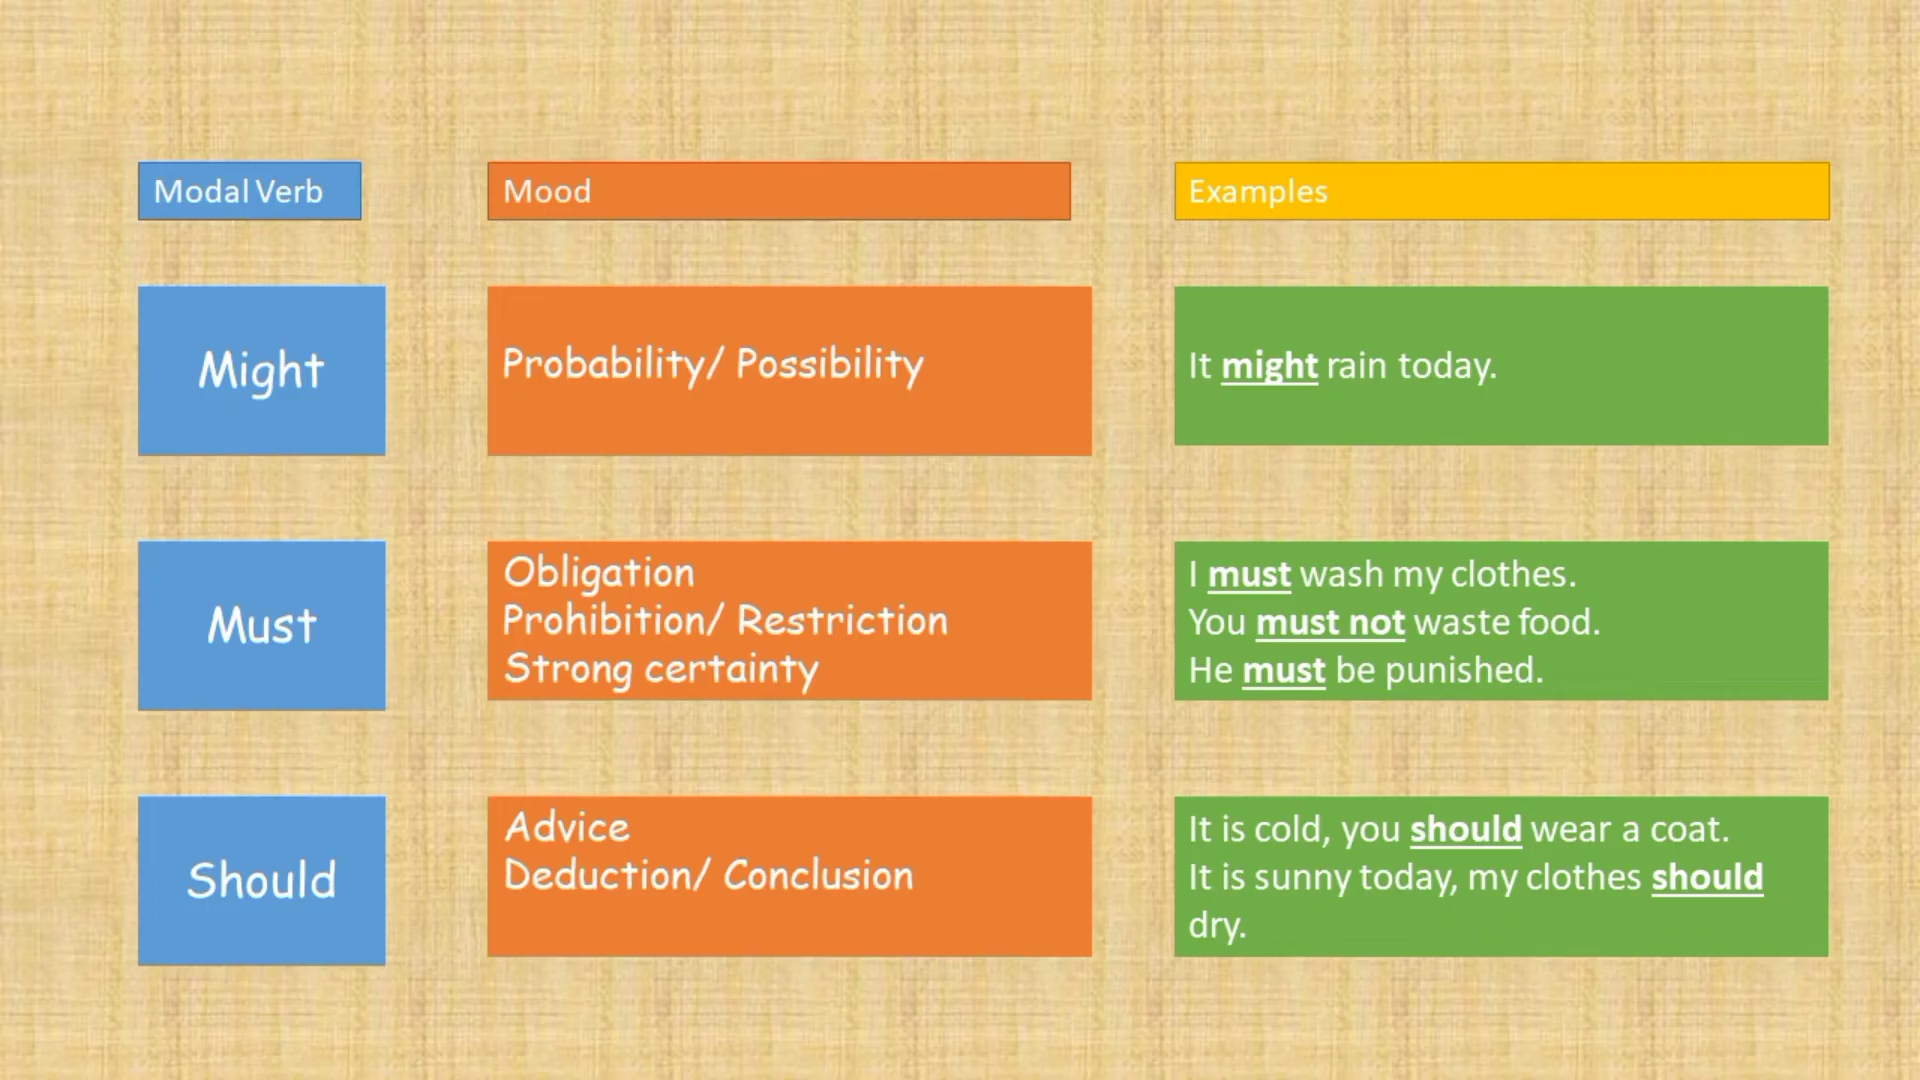 Modal Verb
Mood
Examples
Might
Probability/ Possibility
It might rain today.
Must
Obligation
Prohibition/ Restriction
Strong certainty
I must wash my clothes.
You must not waste food.
He must be punished.
Should
Advice
Deduction/ Conclusion
It is cold, you should wear a coat.
It is sunny today, my clothes should
dry.